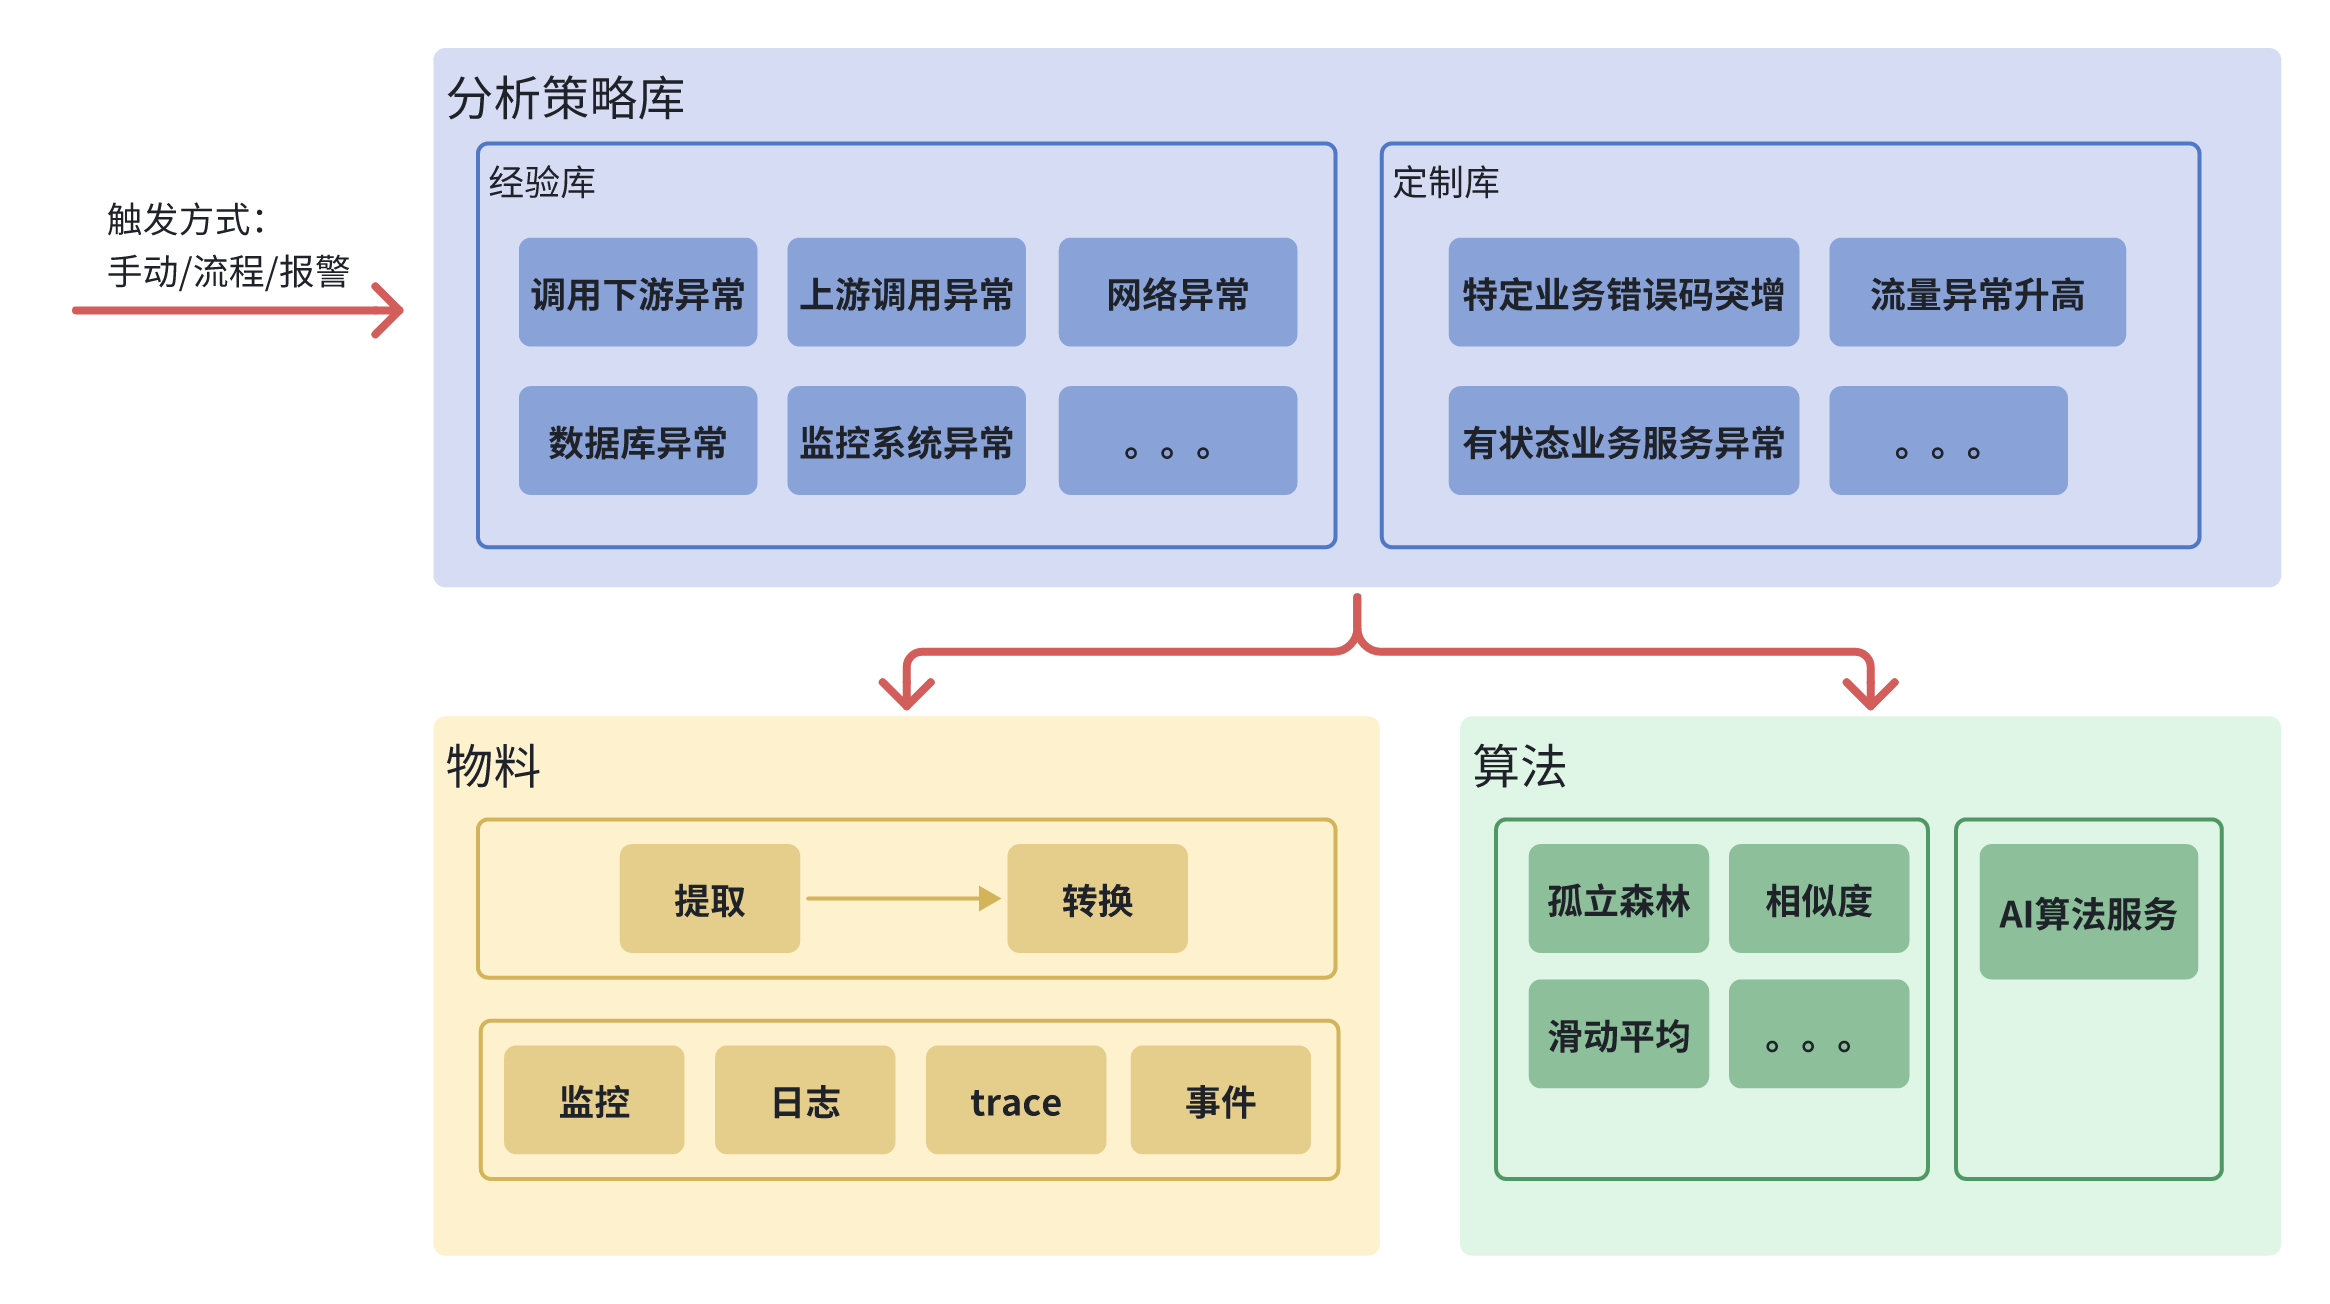 触发方式：
手动/流程/报警
分析策略库
经验库
调用下游异常
上游调用异常
网络异常
数据库异常
监控系统异常
。。。
定制库
特定业务错误码突增
流量异常升高
有状态业务服务异常
。。。
物料
提取
转换
监控
日志
trace
事件
算法
孤立森林
相似度
滑动平均
。。。
AI算法服务